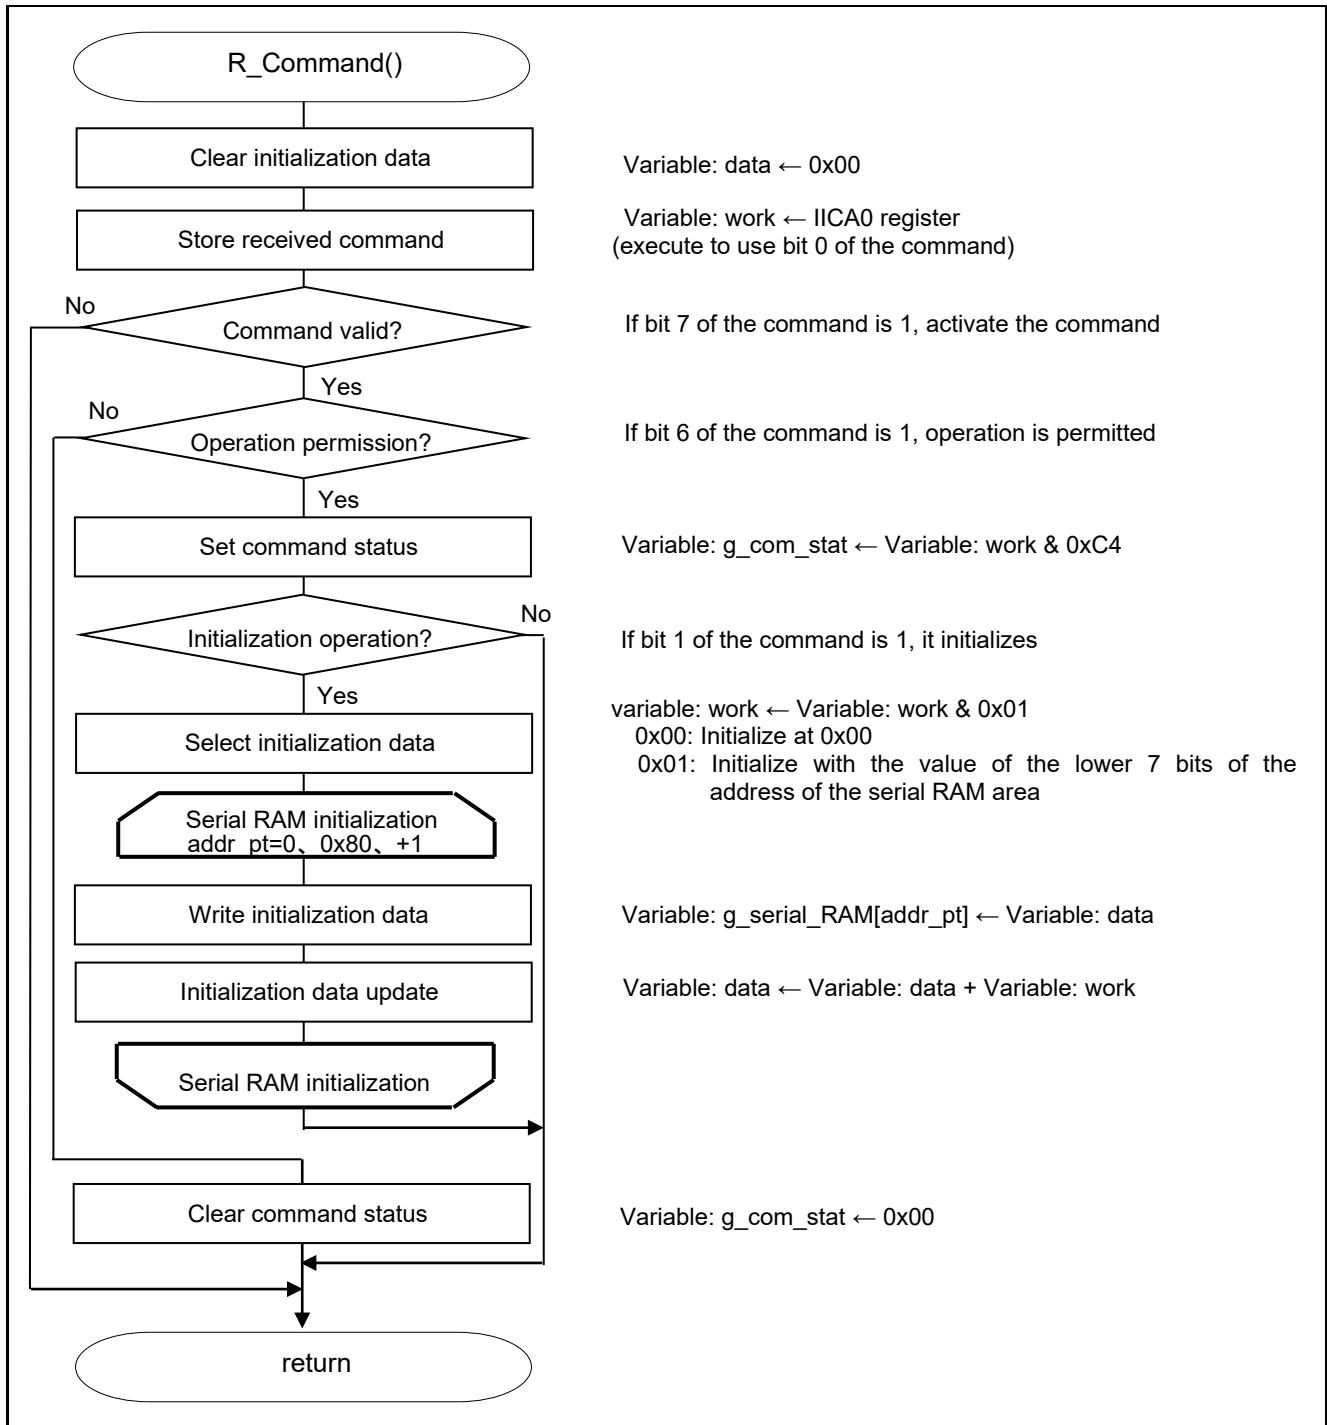 R_Command()
Clear initialization data
Variable: data ← 0x00
Store received command
Variable: work ← IICA0 register
(execute to use bit 0 of the command)
No
Command valid?
If bit 7 of the command is 1, activate the command
Yes
No
Operation permission?
If bit 6 of the command is 1, operation is permitted
Yes
Set command status
Variable: g_com_stat ← Variable: work & 0xC4
No
Initialization operation?
If bit 1 of the command is 1, it initializes
Yes
Select initialization data
variable: work ← Variable: work & 0x01
0x00: Initialize at 0x00
0x01: Initialize with the value of the lower 7 bits of the
address of the serial RAM area
Serial RAM initialization
addr_pt=0、0x80、+1
Write initialization data
Variable: g_serial_RAM[addr_pt] ← Variable: data
Initialization data update
Variable: data ← Variable: data + Variable: work
Serial RAM initialization
Clear command status
Variable: g_com_stat ← 0x00
return